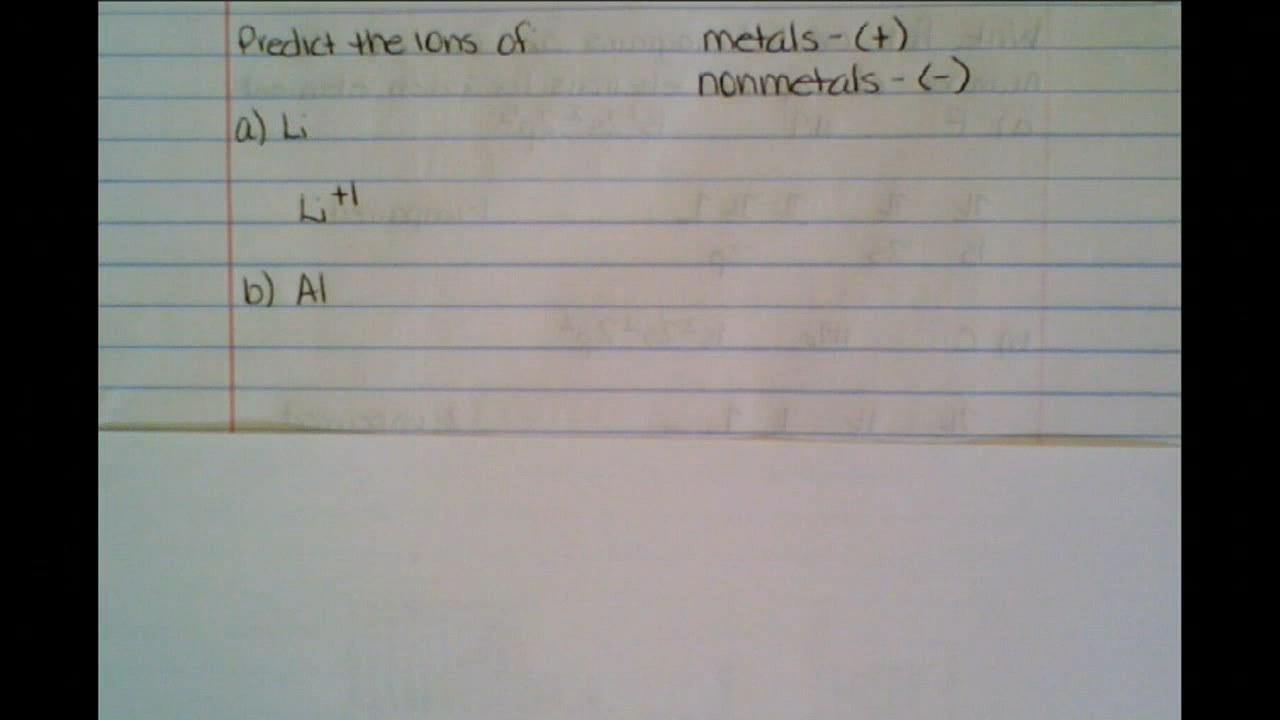 Predict the ions of
metals - (+)
nonmetals - (-)
a) Li
Li⁺¹
b) Al